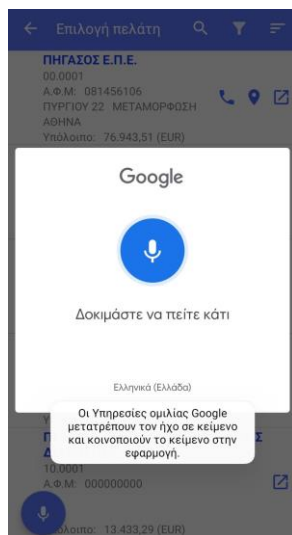 Επιλογή πελάτη
ΠΗΓΑΣΟΣ Ε.Π.Ε.
00.0001
Α.Φ.Μ: 081456106
ΠΥΡΓΙΟΥ 22 ΜΕΤΑΜΟΡΦΩΣΗ
ΑΘΗΝΑ
Υπόλοιπο: 76.943,51 (EUR)
Google
Δοκιμάστε να πείτε κάτι
Ελληνικά (Ελλάδα)
Οι Υπηρεσίες ομιλίας Google
μετατρέπουν τον ήχο σε κείμενο
και κοινοποιούν το κείμενο στην
εφαρμογή.
10.0001
Α.Φ.Μ: 000000000
Υπόλοιπο: 13.433,29 (EUR)